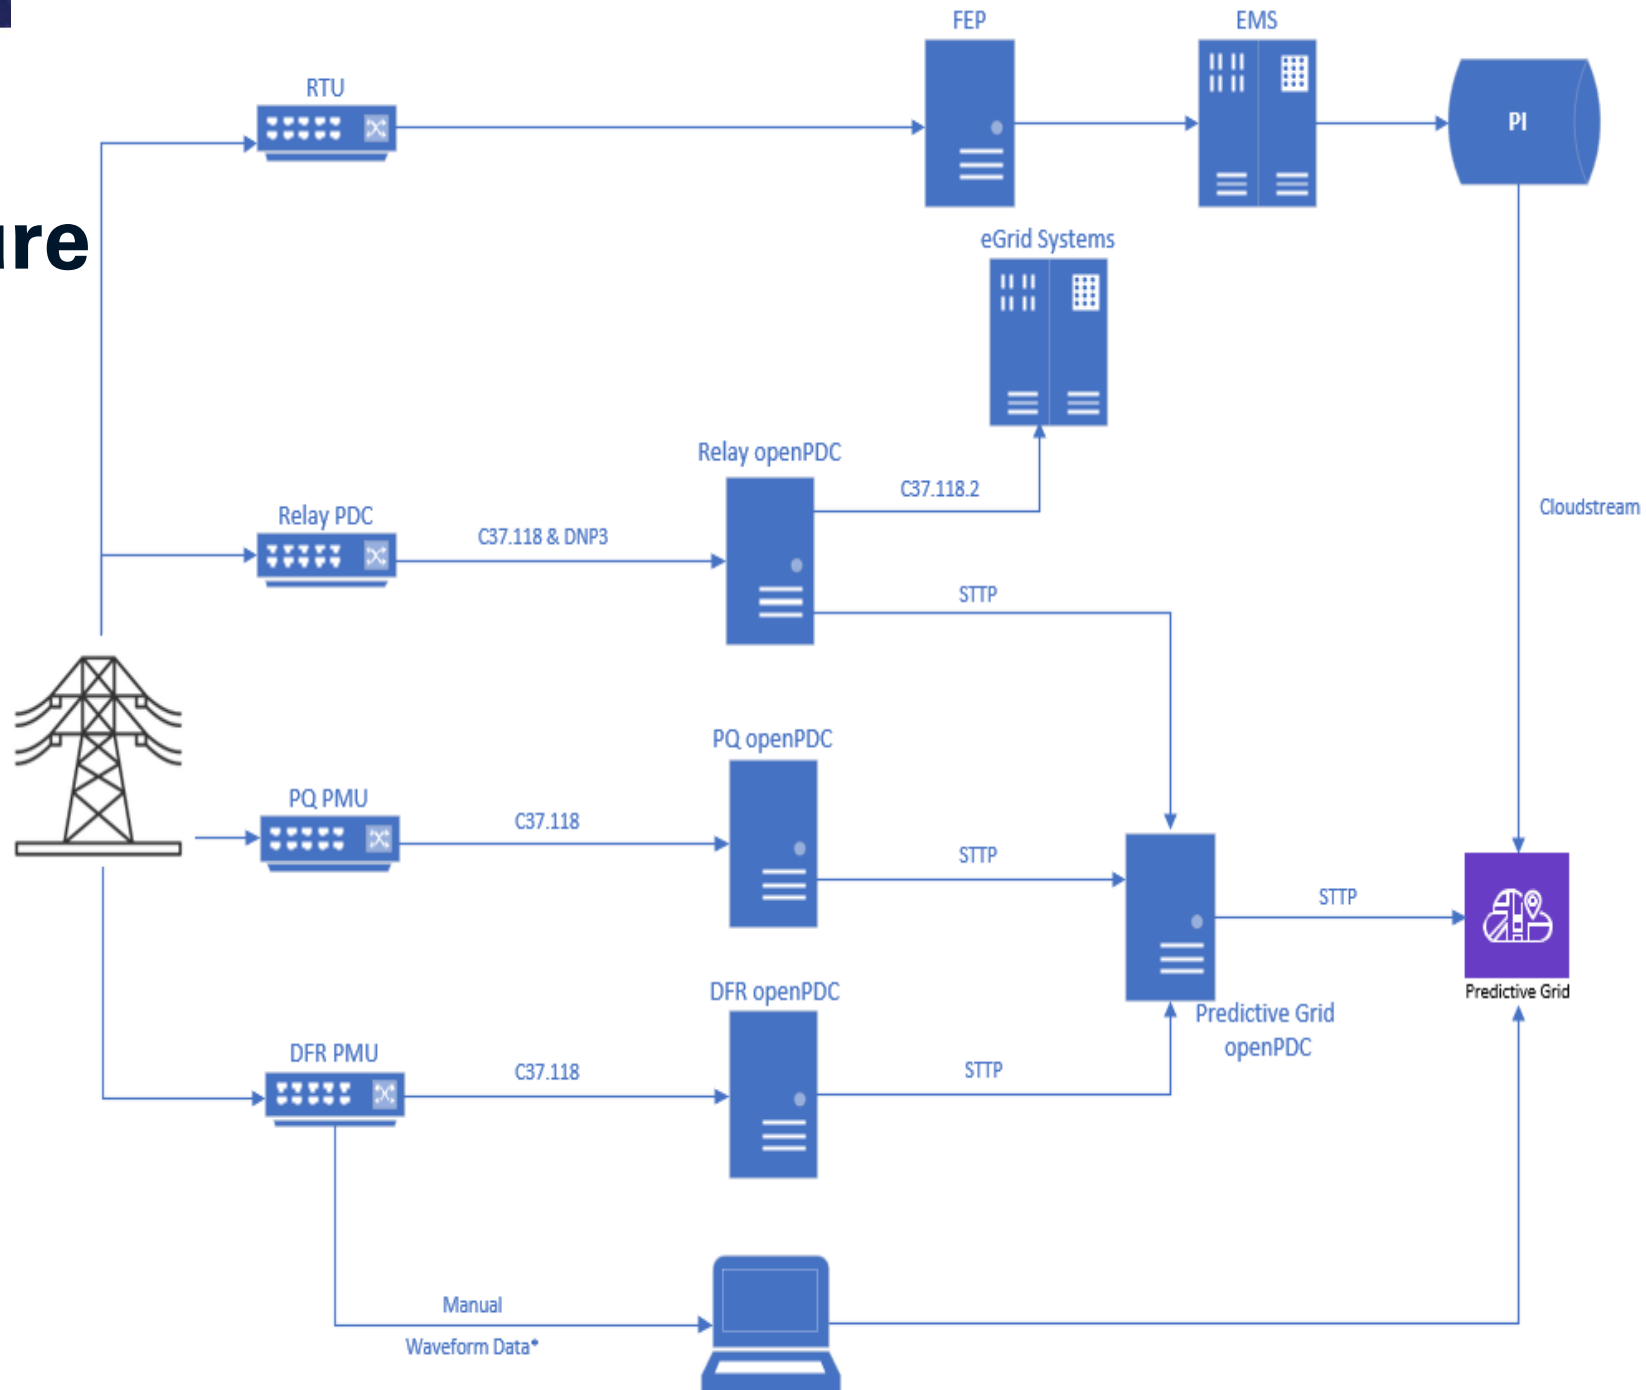 FEP
EMS
RTU
PI
eGrid Systems
Relay openPDC
C37.118.2
Cloudstream
Relay PDC
C37.118 & DNP3
STTP
PQ openPDC
PQ PMU
C37.118
STTP
STTP
Predictive Grid
DFR openPDC
Predictive Grid
openPDC
DFR PMU
C37.118
STTP
Manual
Waveform Data*